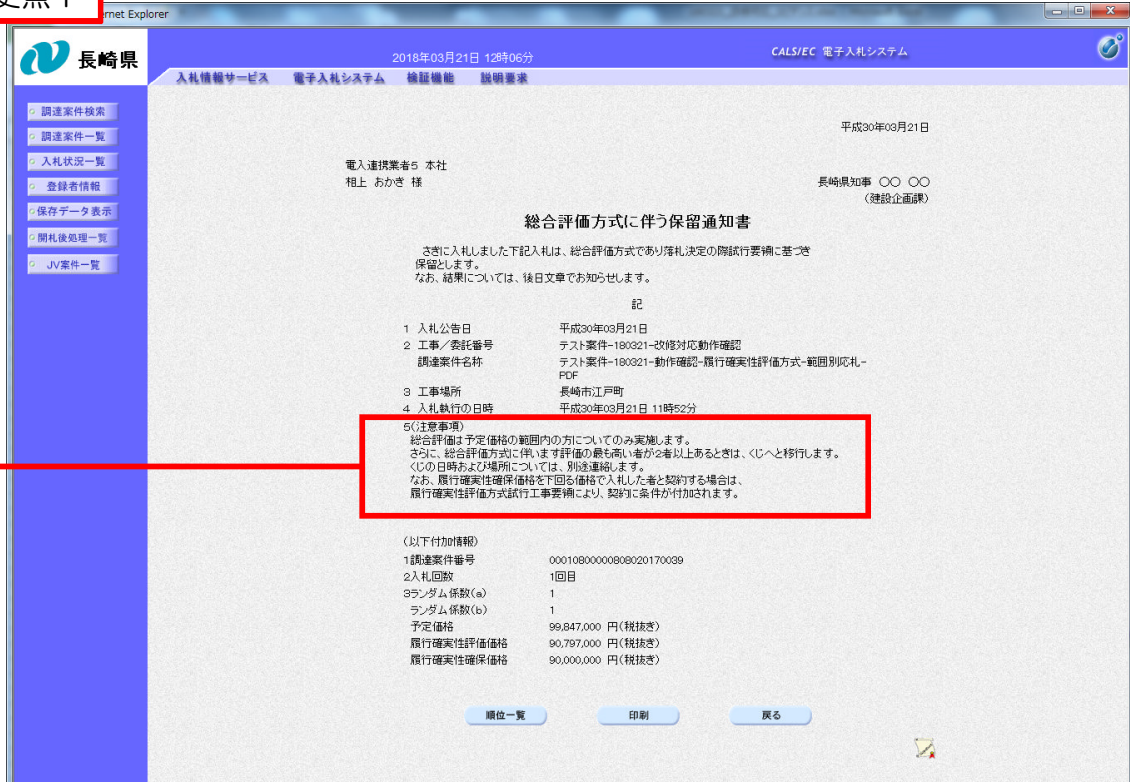 更点1
rnet Explorer
長崎県
2018年03月21日 12時06分
CALS/EC 電子入札システム
入札情報サービス 電子入札システム 検証機能 説明要求
調達案件検索
調達案件一覧
入札状況一覧
登録者情報
保存データ表示
開札後処理一覧
JV案件一覧
平成30年03月21日
電入連携業者5 本社
相上 おかぎ 様
長崎県知事 〇〇 〇〇
(建設企画課)
総合評価方式に伴う保留通知書
さきに入札しました下記入札は、総合評価方式であり落札決定の際試行要領に基づき
保留とします。
なお、結果については、後日文章でお知らせします。
記
1 入札公告日 平成30年03月21日
2 工事/委託番号 テスト案件-180321-改修対応動作確認
調達案件名称 テスト案件-180321-動作確認-履行確実性評価方式-範囲別応札-
PDF
3 工事場所 長崎市江戸町
4 入札執行の日時 平成30年03月21日 11時52分
5(注意事項)
総合評価は予定価格の範囲内の方についてのみ実施します。
さらに、総合評価方式に伴います評価の最も高い者が2者以上あるときは、くじへと移行します。
くじの日時および場所については、別途連絡します。
なお、履行確実性確保価格を下回る価格で入札した者と契約する場合は、
履行確実性評価方式試行工事要領により、契約に条件が付加されます。
(以下付加情報)
1調達案件番号 00010800000808020170039
2入札回数 1回目
3ランダム係数(a) 1
ランダム係数(b) 1
予定価格 99,847,000 円(税抜き)
履行確実性評価価格 90,797,000 円(税抜き)
履行確実性確保価格 90,000,000 円(税抜き)
順位一覧 印刷 戻る